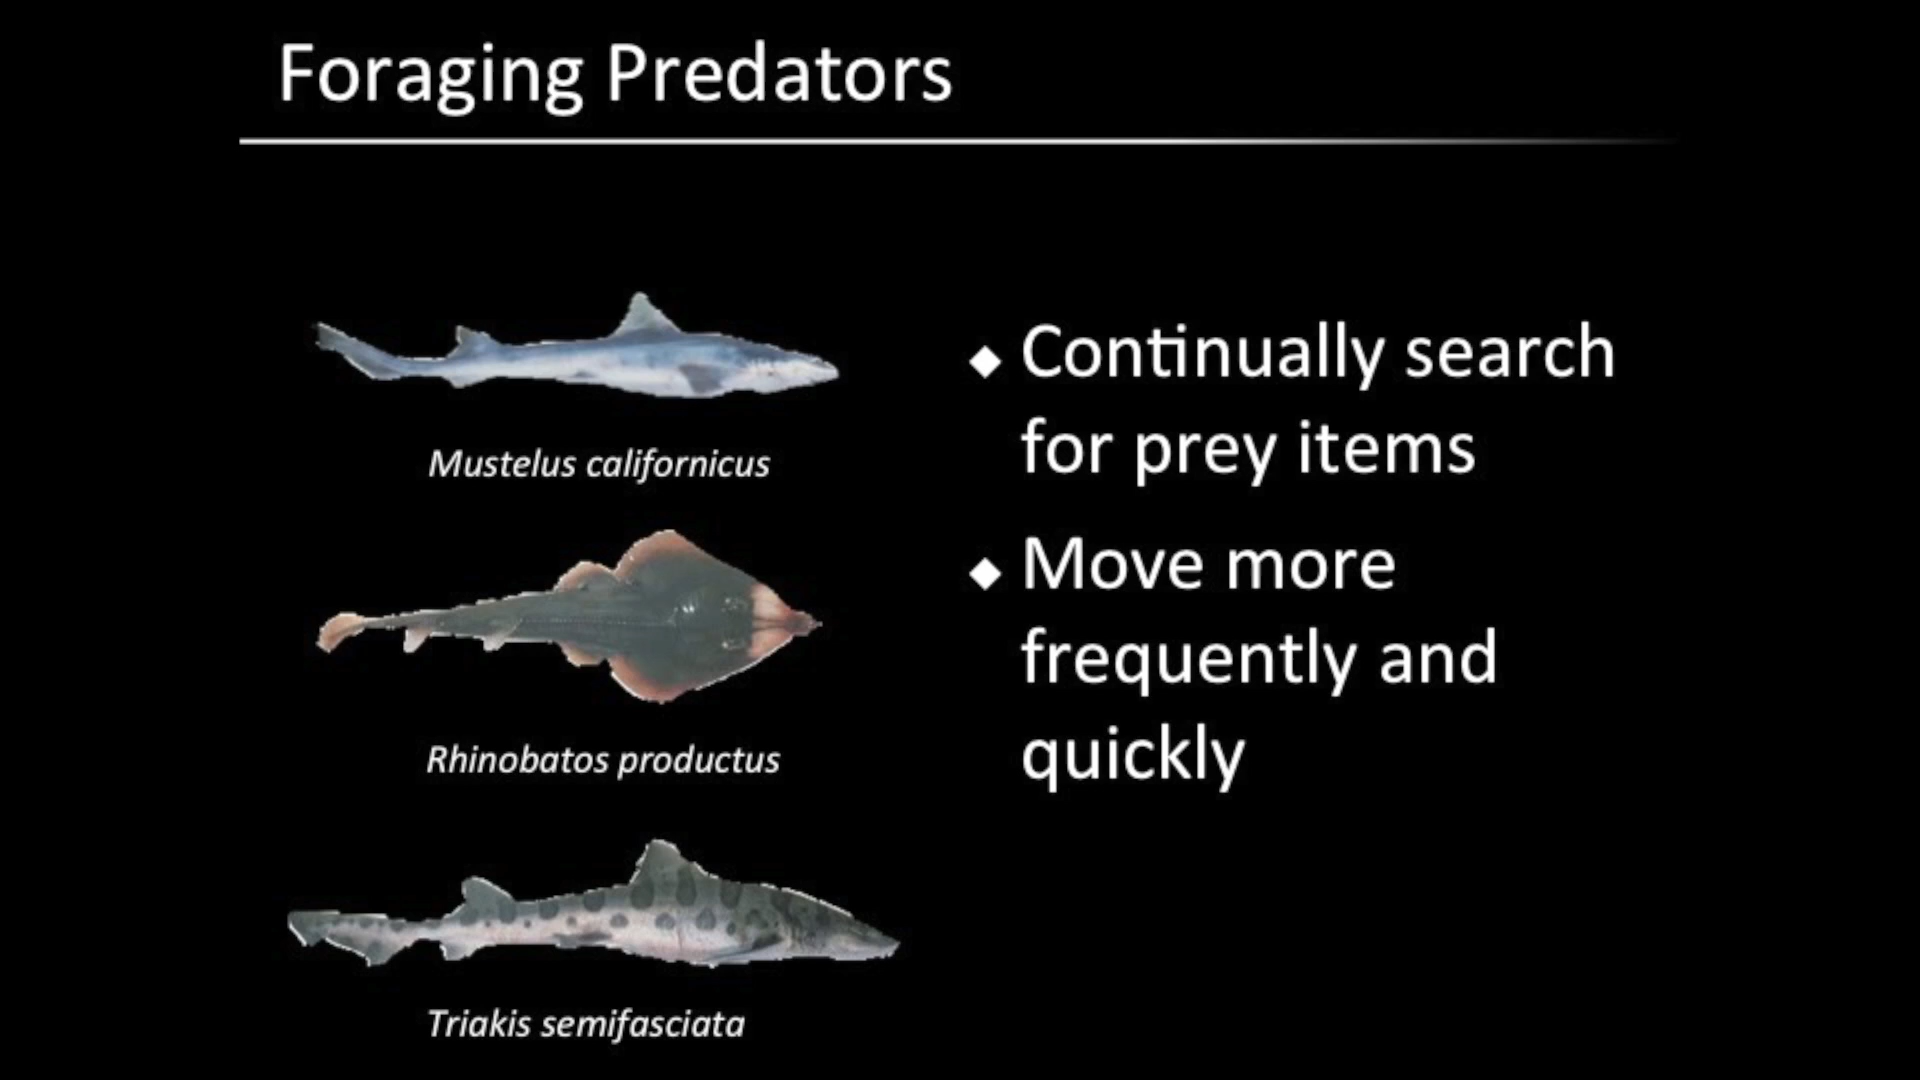 Foraging Predators
Mustelus californicus
Rhinobatos productus
Triakis semifasciata
Continually search
for prey items
Move more
frequently and
quickly